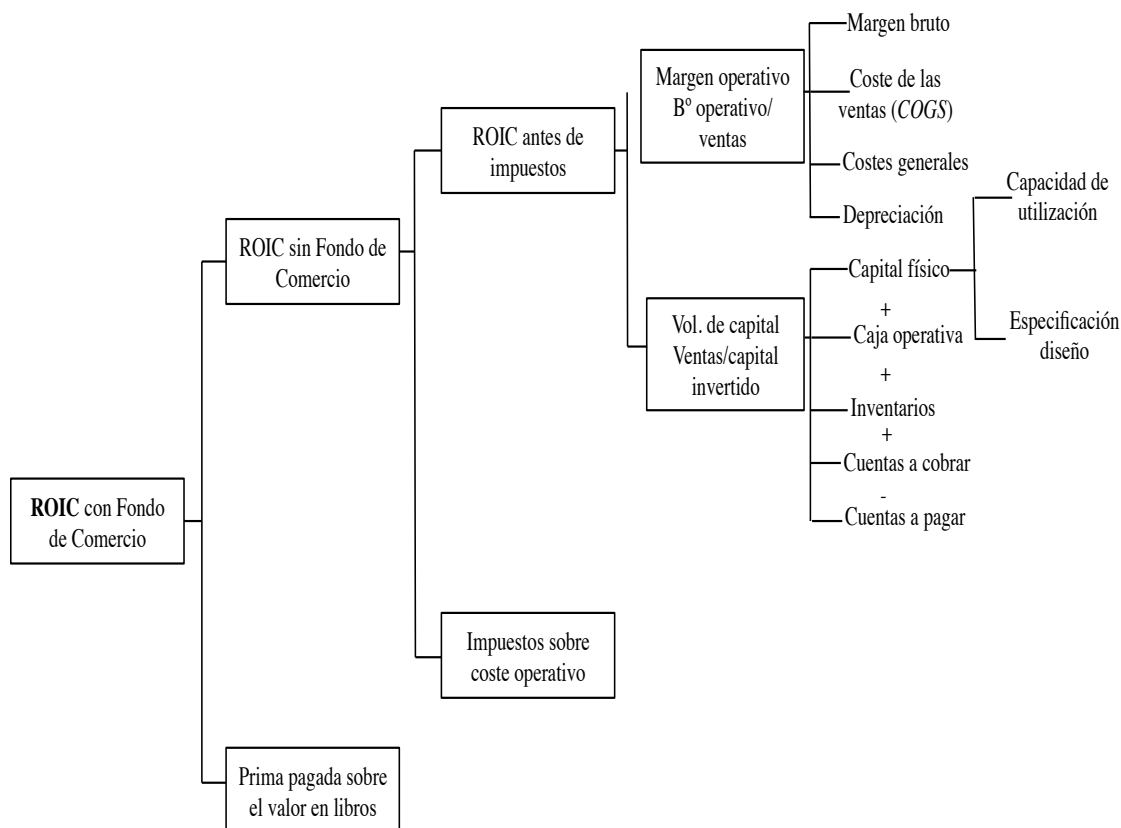 Margen bruto
Margen operativo
Bº operativo/
ventas
Coste de las
ventas (COGS)
ROIC antes de
impuestos
Costes generales
Depreciación
Capacidad de
utilización
ROIC sin Fondo de
Comercio
Capital físico
+
Vol. de capital
Ventas/capital
invertido
Caja operativa
+
Especificación
diseño
Inventarios
+
Cuentas a cobrar
-
Cuentas a pagar
ROIC con Fondo
de Comercio
Impuestos sobre
coste operativo
Prima pagada sobre
el valor en libros